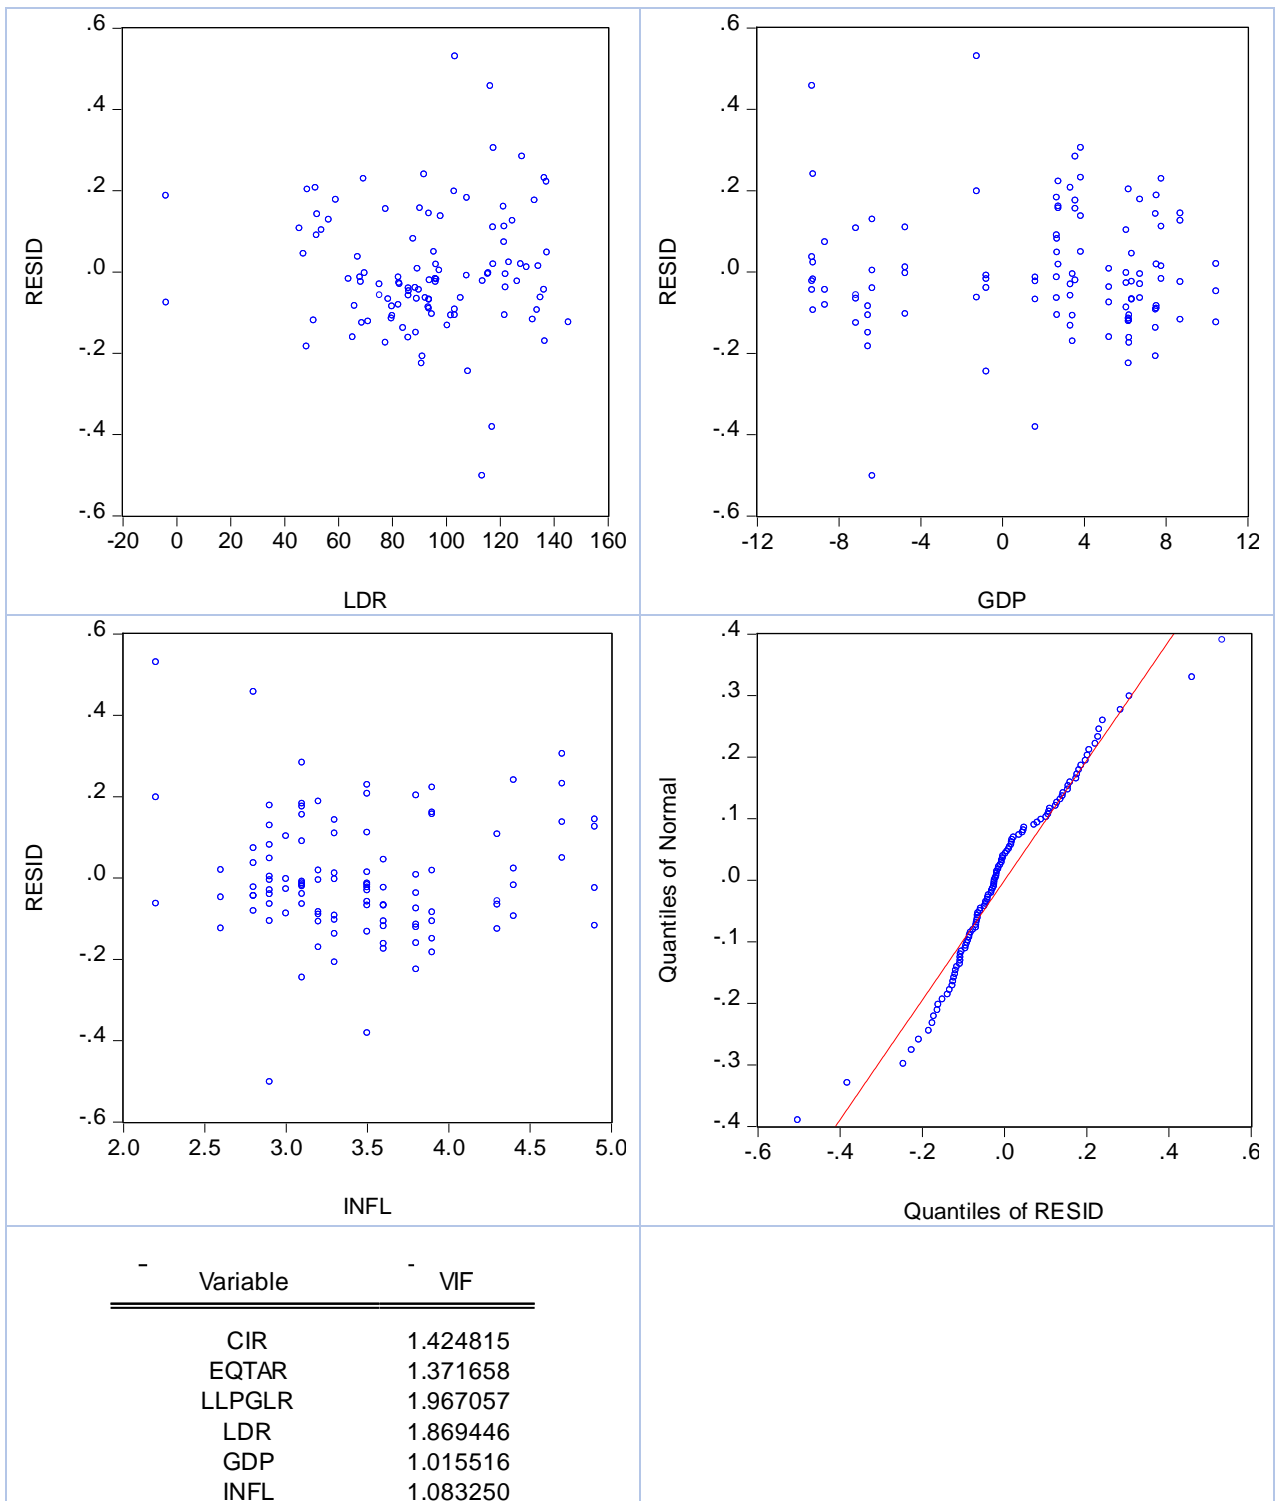 .6
.4
.2
.0
-.2
-.4
-.6
RESID
-20 0 20 40 60 80 100 120 140 160
LDR
.6
.4
.2
.0
-.2
-.4
-.6
RESID
-12 -8 -4 0 4 8 12
GDP
.6
.4
.2
.0
-.2
-.4
-.6
RESID
2.0 2.5 3.0 3.5 4.0 4.5 5.0
INFL
.4
.3
.2
.1
.0
-.1
-.2
-.3
-.4
Quantiles of Normal
-.6 -.4 -.2 .0 .2 .4 .6
Quantiles of RESID
Variable VIF
CIR 1.424815
EQTAR 1.371658
LLPGLR 1.967057
LDR 1.869446
GDP 1.015516
INFL 1.083250